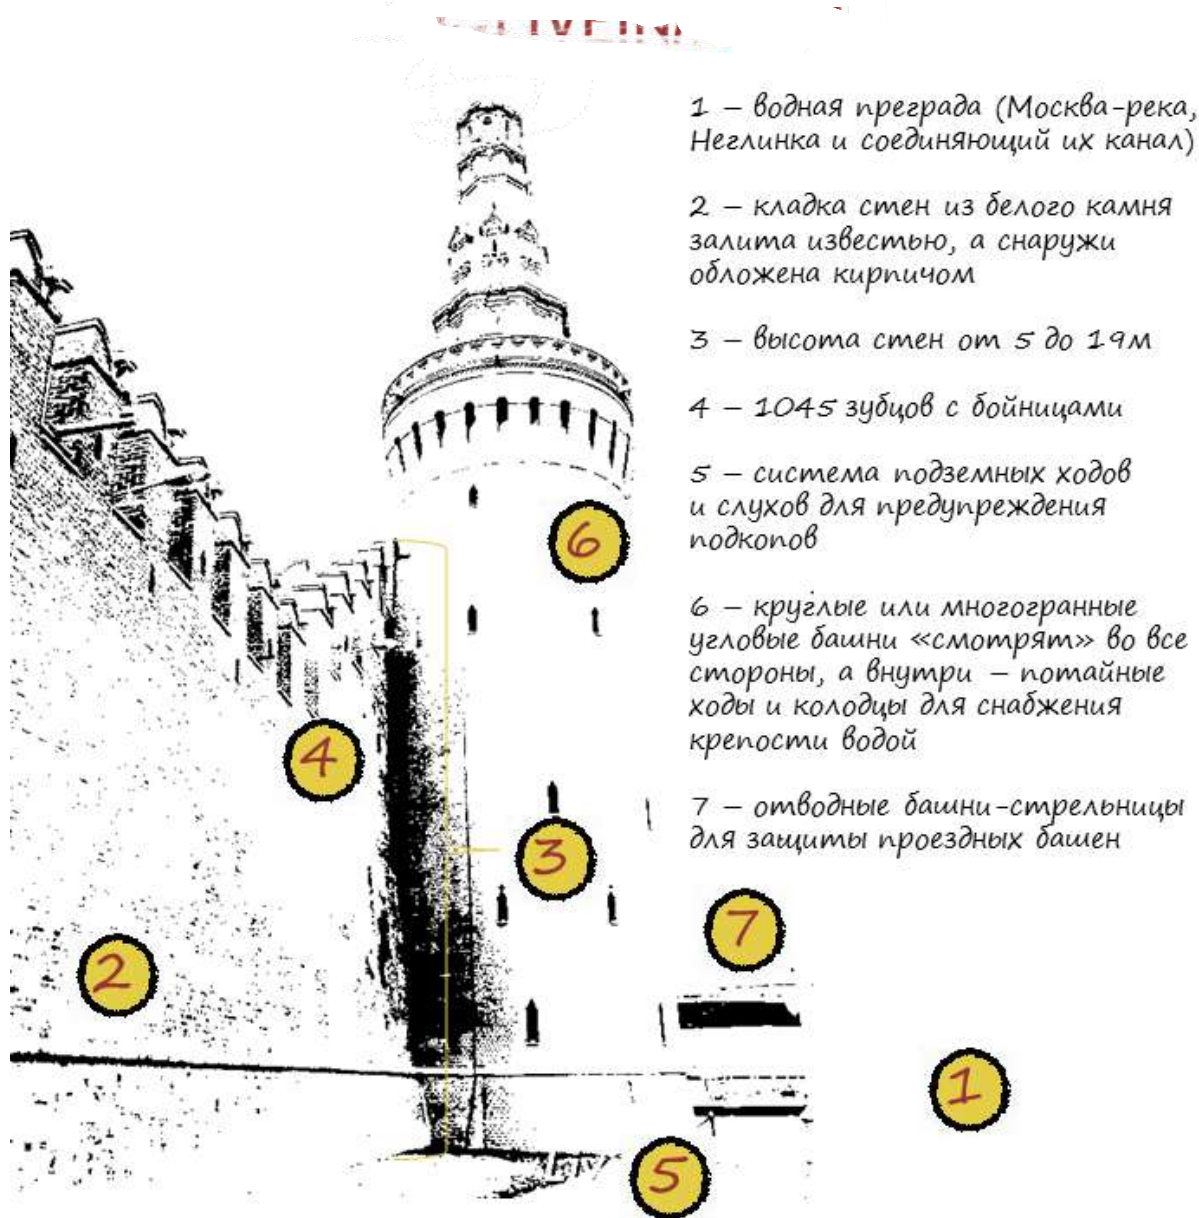 1 – водная преграда (Москва-река,
Неглинка и соединяющий их канал)
2 – кладка стен из белого камня
залита известью, а снаружи
обложена кирпичом
3 – высота стен от 5 до 19м
4 – 1045 зубцов с бойницами
5 – система подземных ходов
и слухов для предупреждения
подкопов
6 – круглые или многогранные
угловые башни «смотрят» во все
стороны, а внутри – потайные
ходы и колодцы для снабжения
крепости водой
7 – отводные башни-стрельницы
для защиты проездных башен
6
4
3
7
2
1
5